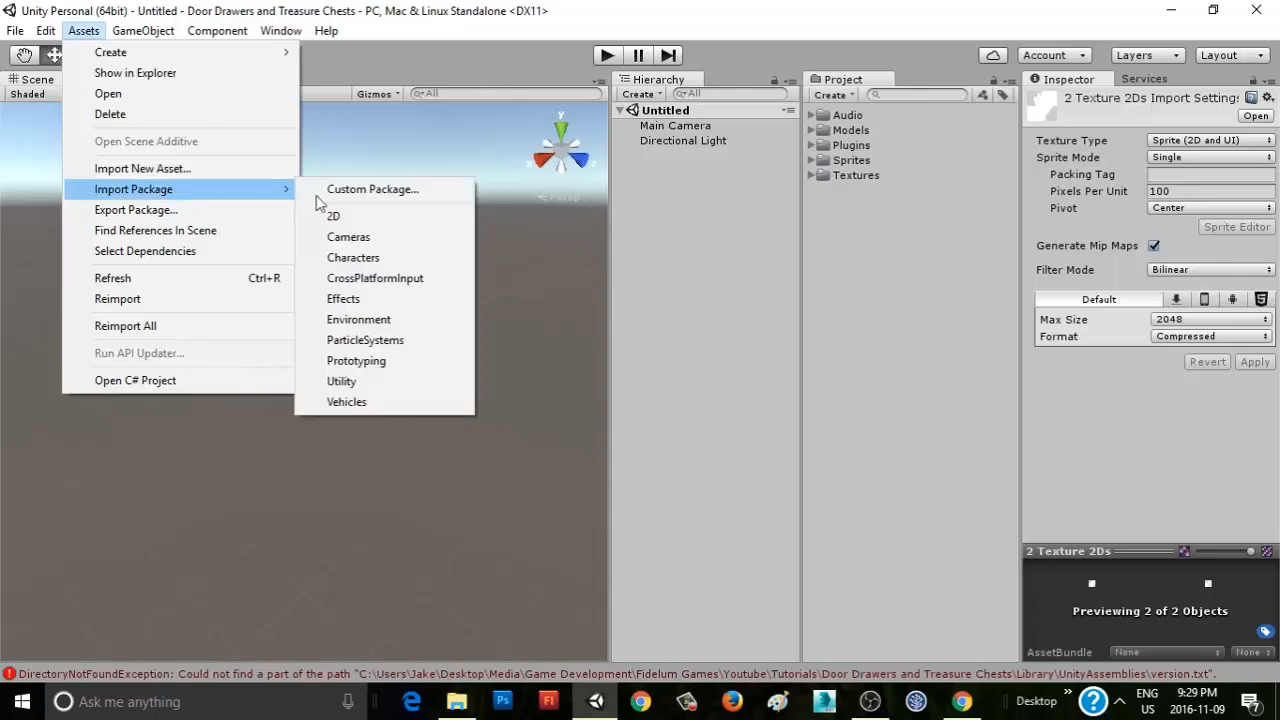 Unity Personal (64bit) - Untitled - Door Drawers and Treasure Chests - PC, Mac & Linux Standalone <DX11>
File Edit Assets GameObject Component Window Help
Account Layers Layout
Scene
Shaded Gizmos All
y
x z
Persp
Create
Show in Explorer
Open
Delete
Open Scene Additive
Import New Asset...
Import Package
Export Package...
Find References In Scene
Select Dependencies
Refresh Ctrl+R
Reimport
Reimport All
Run API Updater...
Open C# Project
Custom Package...
2D
Cameras
Characters
CrossPlatformInput
Effects
Environment
ParticleSystems
Prototyping
Utility
Vehicles
Hierarchy
Create All
Untitled
Main Camera
Directional Light
Project
Create
Audio
Models
Plugins
Sprites
Textures
Inspector Services
2 Texture 2Ds Import Settings
Open
Texture Type Sprite (2D and UI)
Sprite Mode Single
Packing Tag
Pixels Per Unit 100
Pivot Center
Sprite Editor
Generate Mip Maps
Filter Mode Bilinear
Default
Max Size 2048
Format Compressed
Revert Apply
2 Texture 2Ds
Previewing 2 of 2 Objects
AssetBundle None None
DirectoryNotFoundException: Could not find a part of the path "C:\Users\Jake\Desktop\Media\Game Development\Fidelum Games\Youtube\Tutorials\Door Drawers and Treasure Chests\Library\UnityAssemblies\version.txt".
Ask me anything
Desktop
ENG
US
9:29 PM
2016-11-09
7